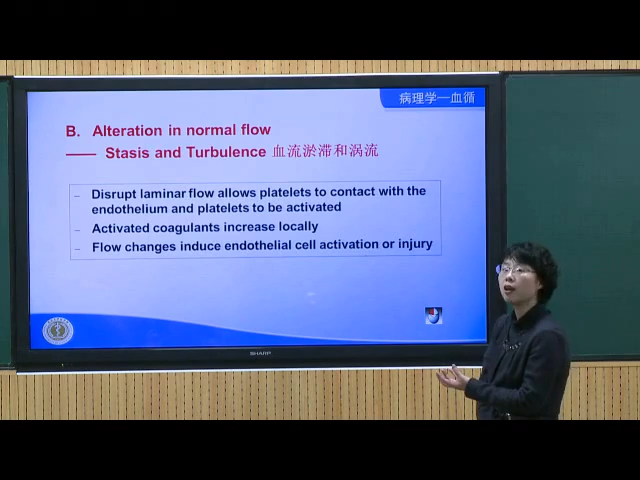 病理学—血循
B. Alteration in normal flow
—— Stasis and Turbulence 血流淤滞和涡流
– Disrupt laminar flow allows platelets to contact with the
endothelium and platelets to be activated
– Activated coagulants increase locally
– Flow changes induce endothelial cell activation or injury
SHARP